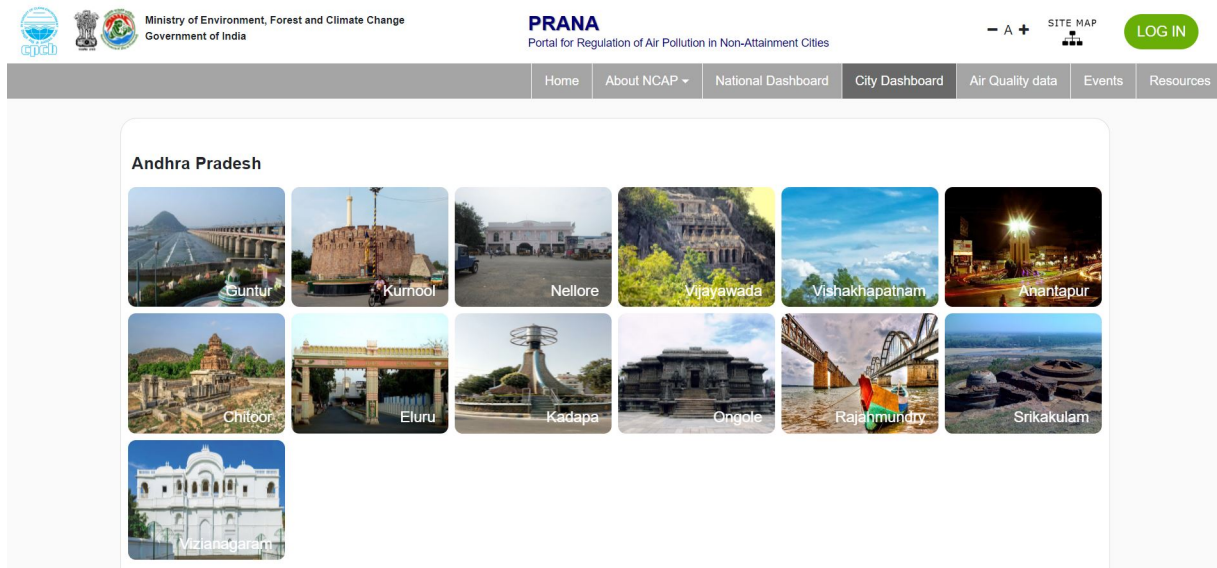 cpcb
Ministry of Environment, Forest and Climate Change
Government of India
PRANA
Portal for Regulation of Air Pollution in Non-Attainment Cities
A
SITE MAP
LOG IN
Home About NCAP National Dashboard City Dashboard Air Quality data Events Resources
Andhra Pradesh
Guntur Kurnool Nellore Vijayawada Vishakhapatnam Anantapur
Chitoor Eluru Kadapa Ongole Rajahmundry Srikakulam
Vizianagaram